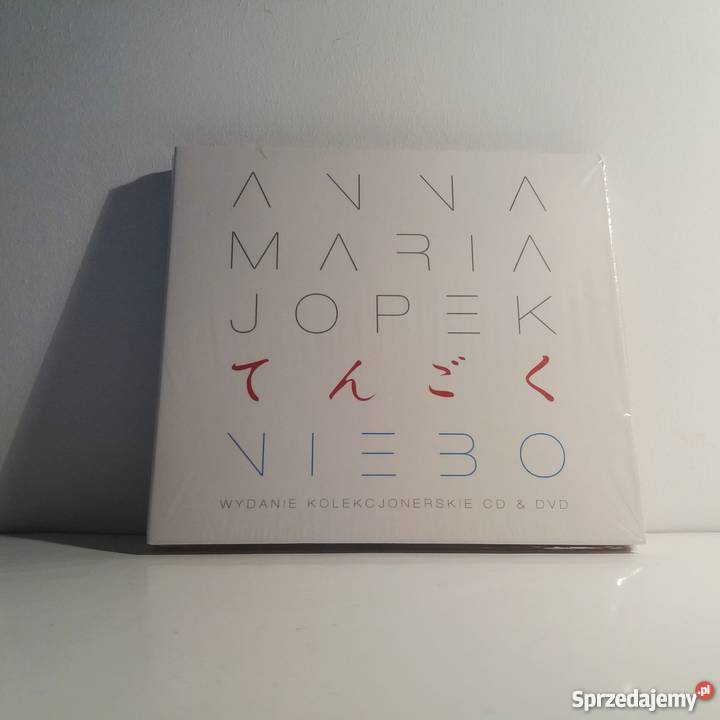 ANNA
MARIA
JOPEK
てんごく
NIEBO
WYDANIE KOLEKCJONERSKIE CD & DVD
Sprzedajemy.pl